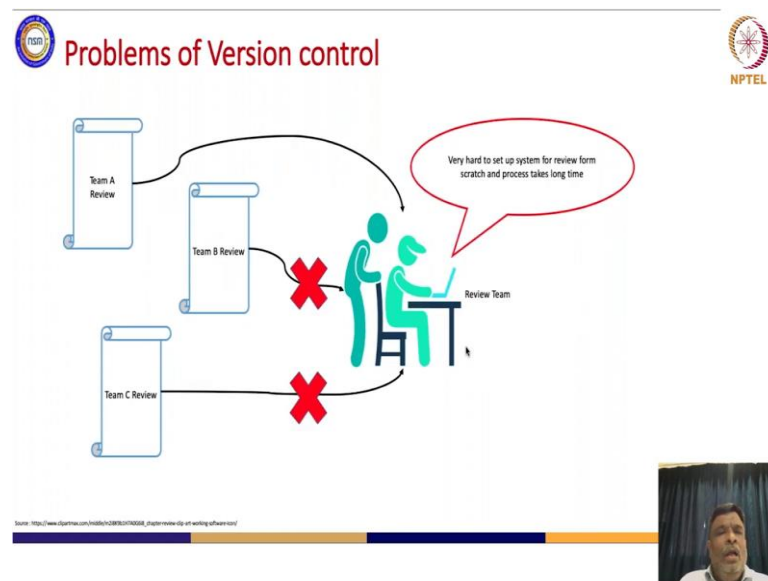 nsm
Problems of Version control
NPTEL
Team A
Review
Team B Review
Team C Review
Very hard to set up system for review form
scratch and process takes long time
Review Team